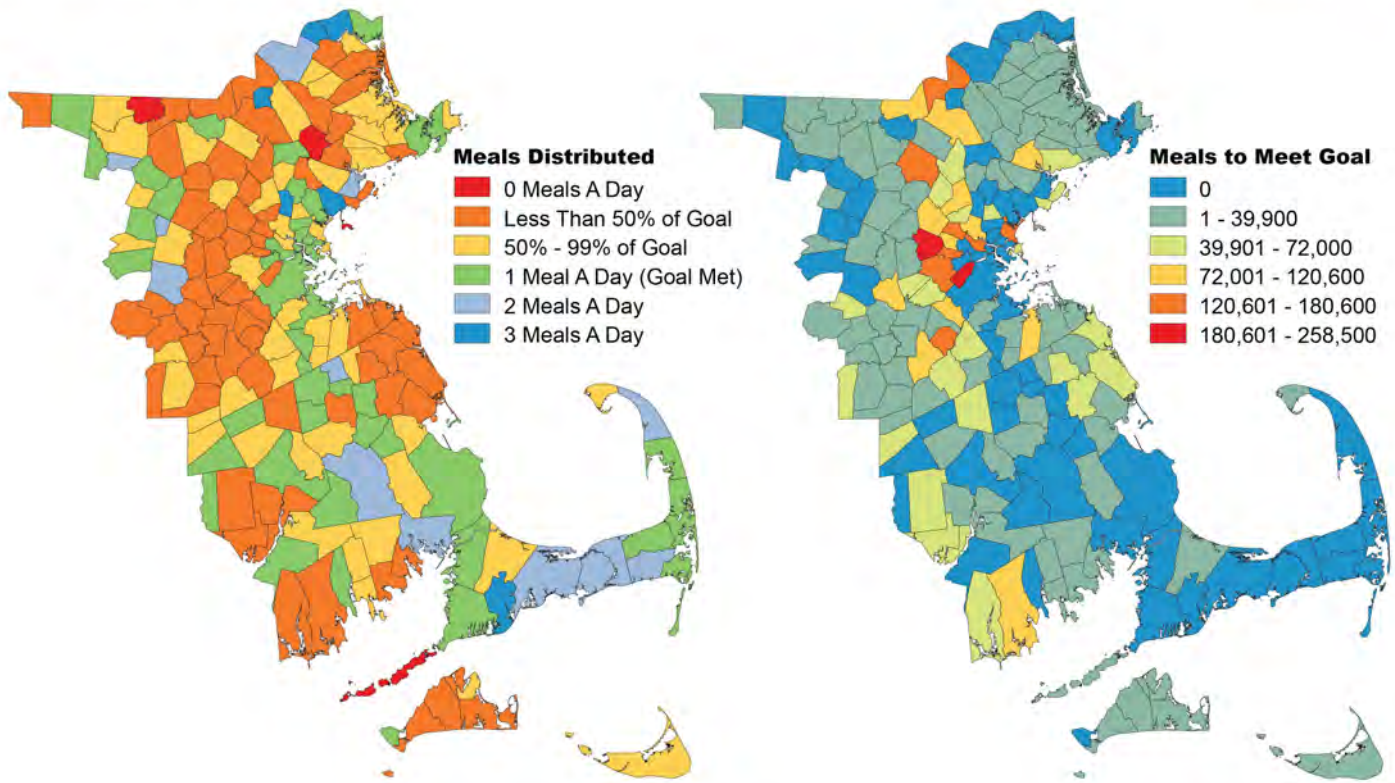 Meals Distributed
0 Meals A Day
Less Than 50% of Goal
50% - 99% of Goal
1 Meal A Day (Goal Met)
2 Meals A Day
3 Meals A Day
Meals to Meet Goal
0
1 - 39,900
39,901 - 72,000
72,001 - 120,600
120,601 - 180,600
180,601 - 258,500